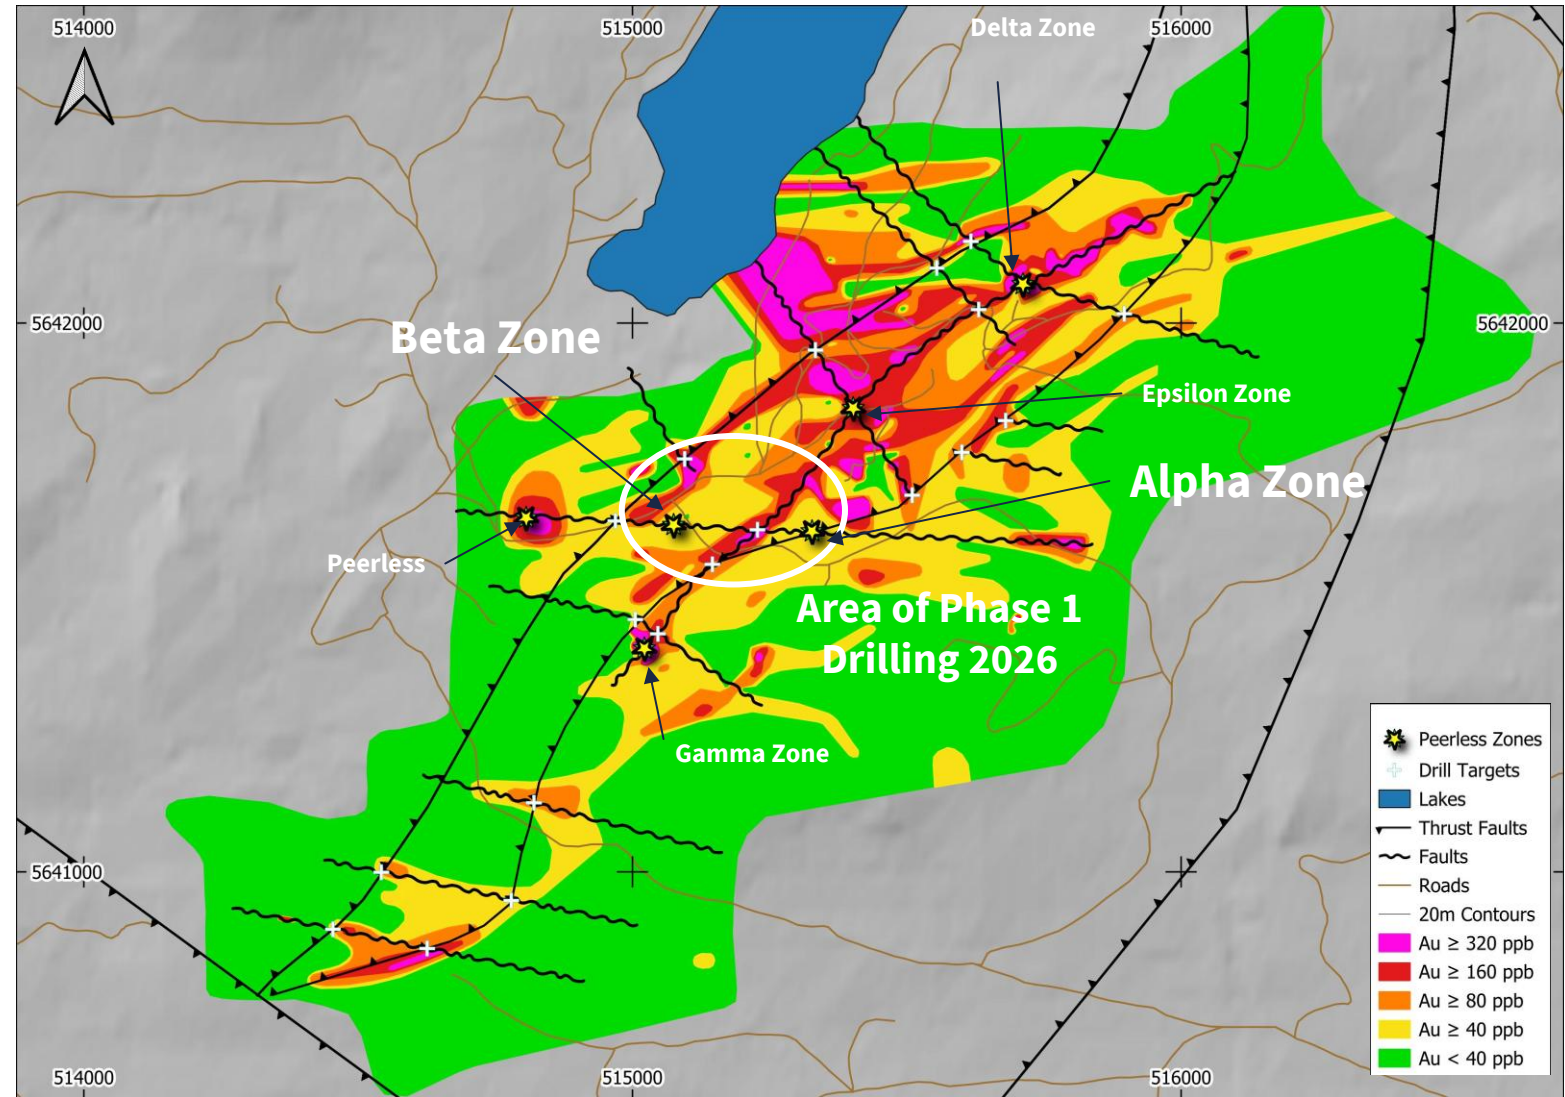 514000
515000
Delta Zone
516000
5642000
Beta Zone
5642000
Epsilon Zone
Alpha Zone
Peerless
Area of Phase 1
Drilling 2026
Gamma Zone
5641000
Peerless Zones
Drill Targets
Lakes
Thrust Faults
Faults
Roads
20m Contours
Au ≥ 320 ppb
Au ≥ 160 ppb
Au ≥ 80 ppb
Au ≥ 40 ppb
Au < 40 ppb
514000
515000
516000